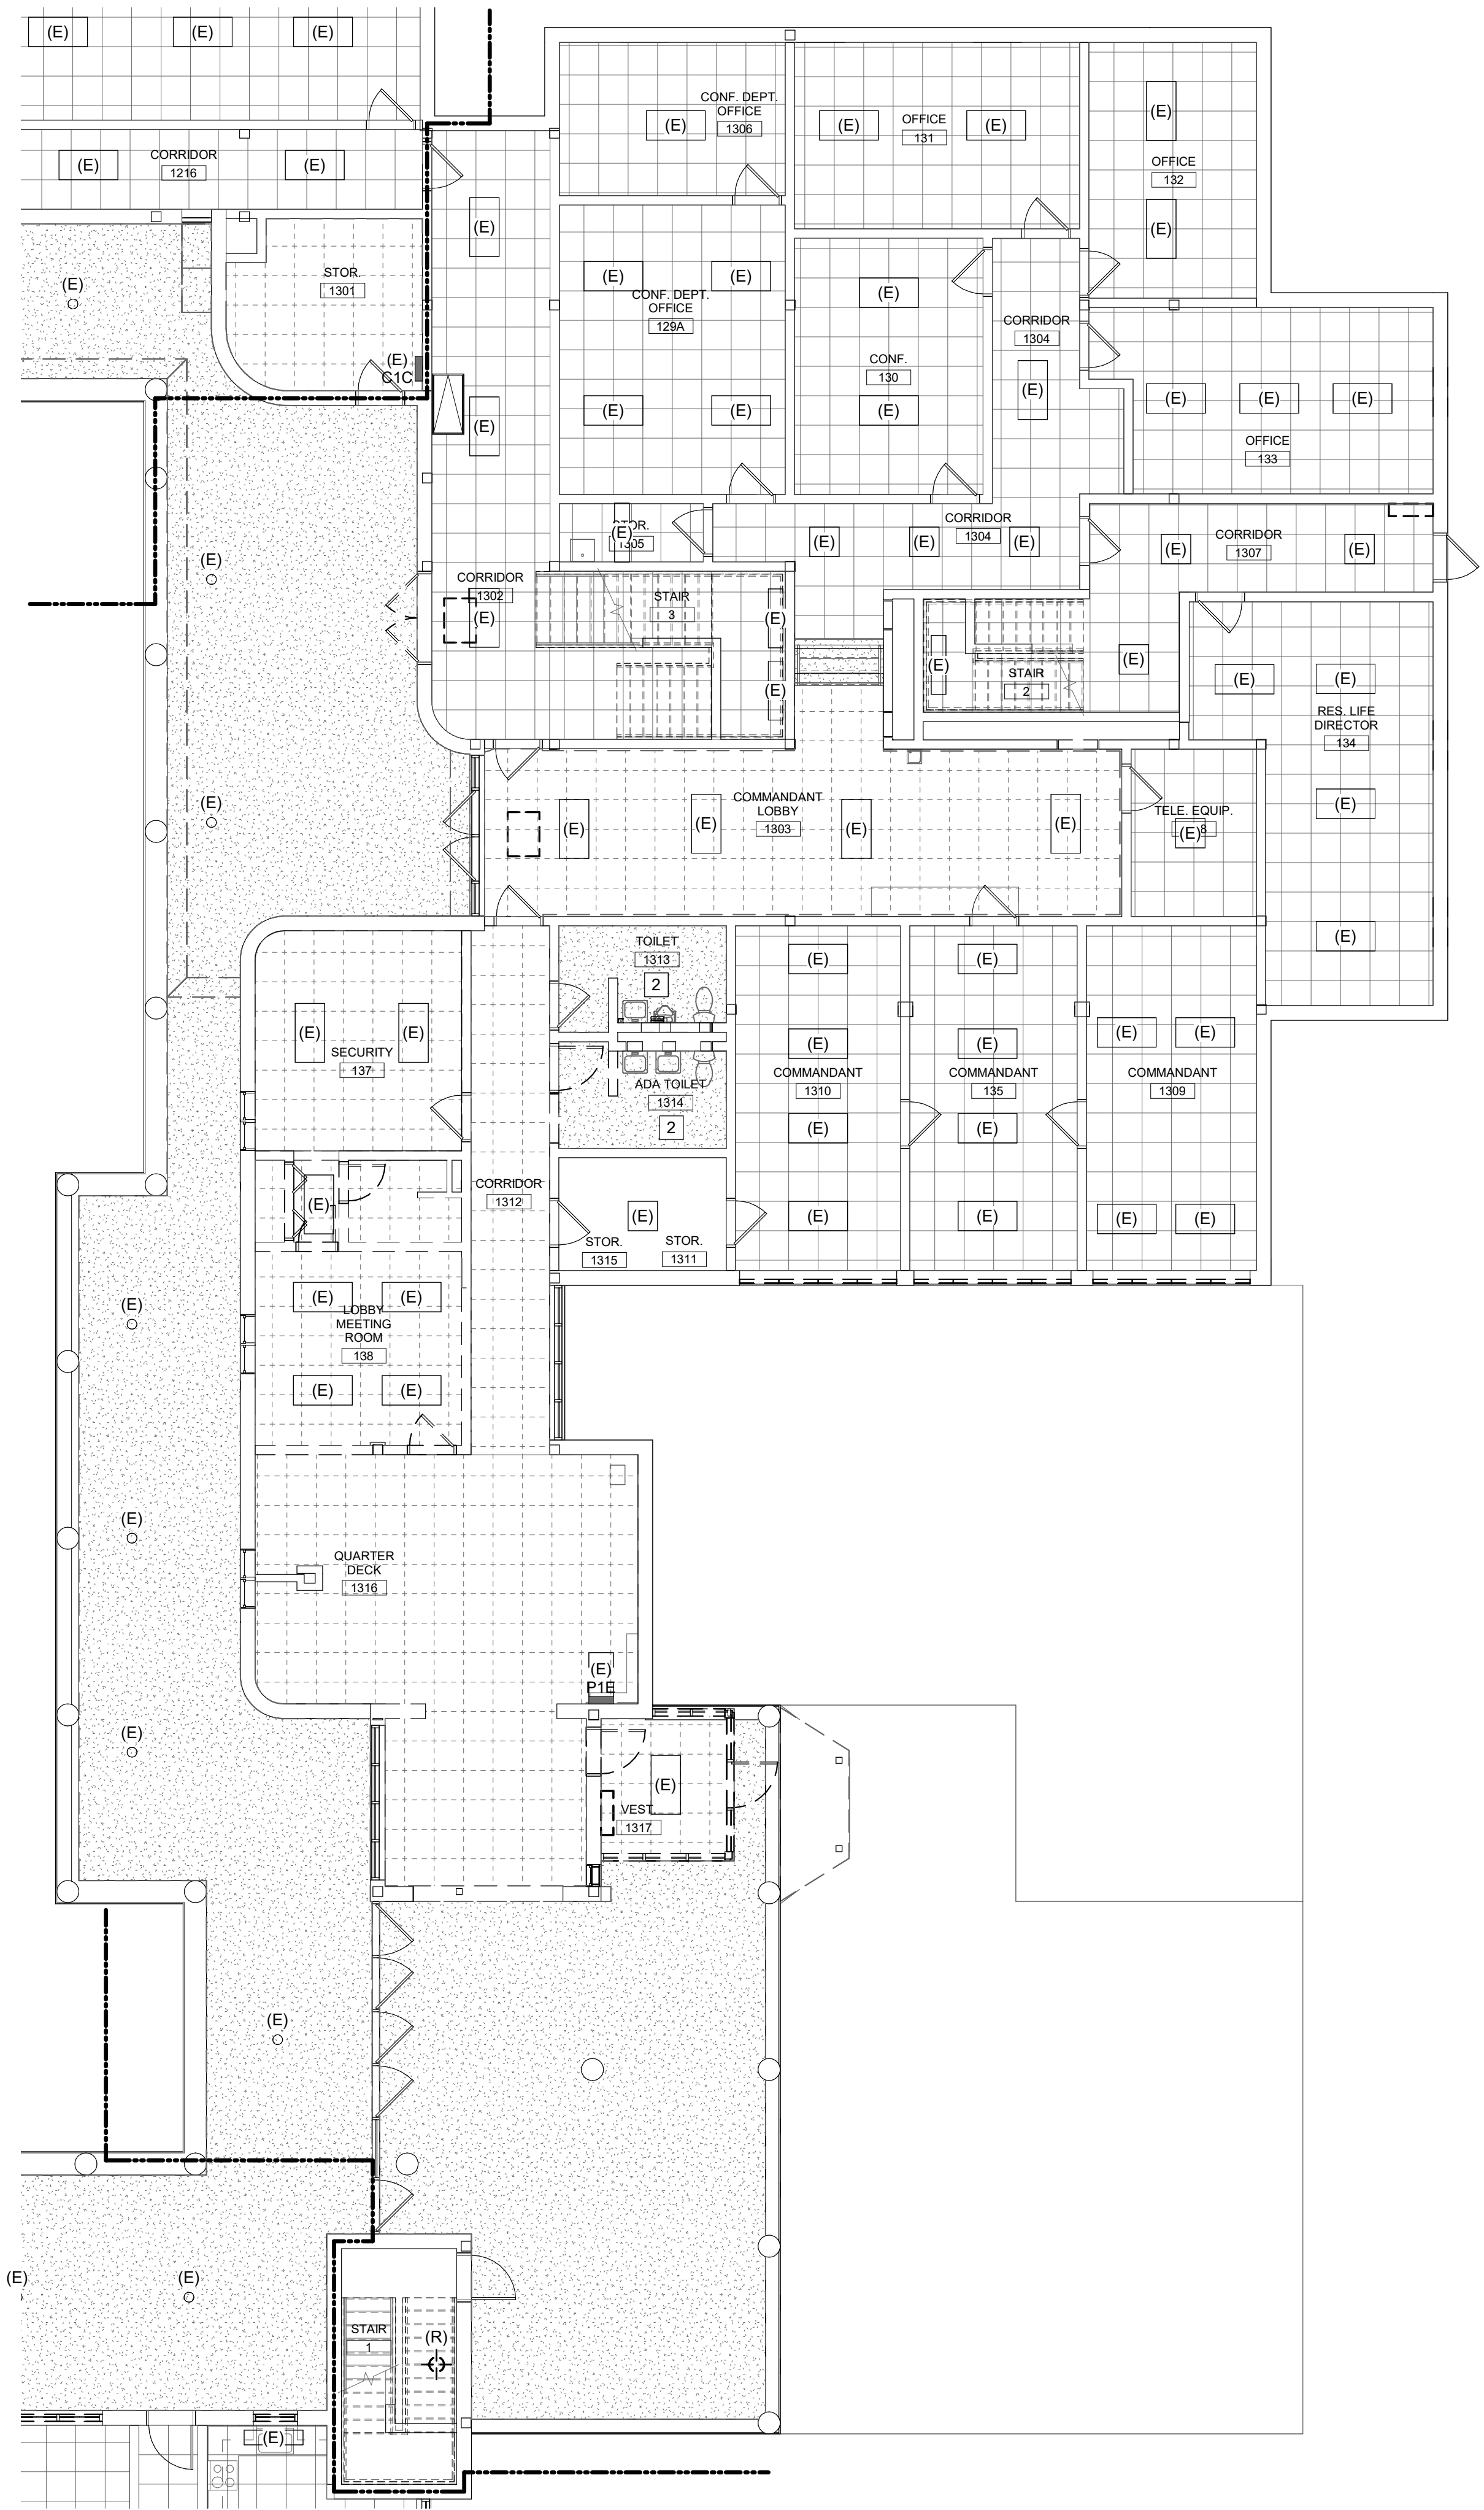 (E) (E) (E)
CONF. DEPT.
OFFICE
1306
(E)
OFFICE
131
(E) (E)
(E)
OFFICE
132
(E)
CORRIDOR
1216
(E) (E)
(E)
STOR.
1301
(E)
(E)
C1C
(E)
CONF. DEPT.
OFFICE
129A
(E) (E)
(E) (E)
(E)
CONF.
130
(E)
CORRIDOR
1304
(E)
(E) (E) (E)
OFFICE
133
(E)
STOR.
1305
(E)
(E) (E) (E)
CORRIDOR
1304
(E)
CORRIDOR
1307
(E)
CORRIDOR
1302
(E)
STAIR
3
(E)
(E)
(E)
STAIR
2
(E)
(E) (E)
RES. LIFE
DIRECTOR
134
(E)
(E)
(E)
(E)
(E)
COMMANDANT
LOBBY
1303
(E)
(E)
TELE. EQUIP.
(E)
TOILET
1313
2
ADA TOILET
1314
2
(E) (E)
SECURITY
137
(E)
(E)
COMMANDANT
1310
(E)
(E)
(E)
(E)
COMMANDANT
135
(E)
(E)
(E) (E)
COMMANDANT
1309
(E) (E)
CORRIDOR
1312
(E)
(E)
STOR.
1315
STOR.
1311
(E)
(E) (E)
LOBBY
MEETING
ROOM
138
(E) (E)
(E)
QUARTER
DECK
1316
(E)
P1E
(E)
(E)
VEST.
1317
(E)
(E) (E)
STAIR
1
(R)
(E)